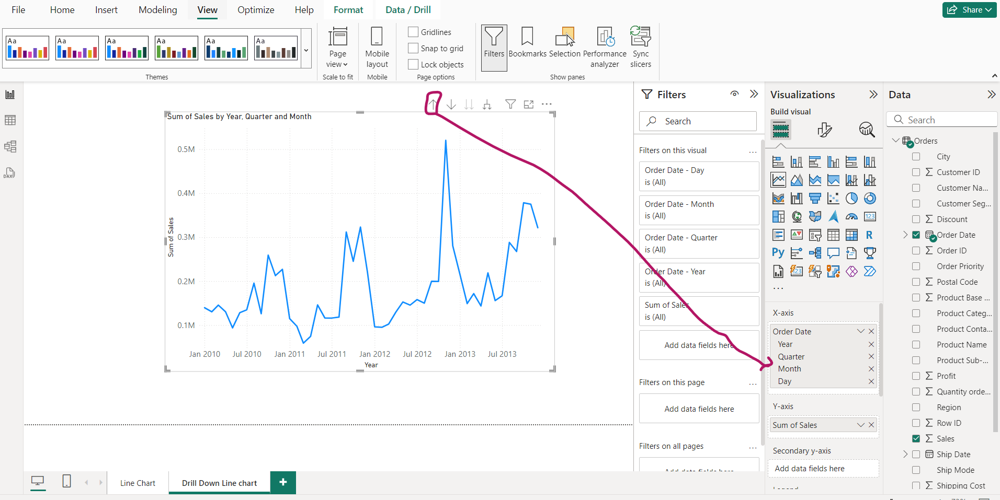 File Home Insert Modeling View Optimize Help Format Data / Drill Share
Aa Aa Aa Aa Aa Aa
Page view
Mobile layout
Gridlines
Snap to grid
Lock objects
Filters Bookmarks Selection Performance analyzer Sync slicers
Themes Scale to fit Mobile Page options Show panes
DAX
Sum of Sales by Year, Quarter and Month
Sum of Sales
0.5M
0.4M
0.3M
0.2M
0.1M
Jan 2010 Jul 2010 Jan 2011 Jul 2011 Jan 2012 Jul 2012 Jan 2013 Jul 2013
Year
Filters
Search
Filters on this visual ...
Order Date - Day
is (All)
Order Date - Month
is (All)
Order Date - Quarter
is (All)
Order Date - Year
is (All)
Sum of Sales
is (All)
Add data fields here
Filters on this page ...
Add data fields here
Filters on all pages ...
Add data fields here
Visualizations
Build visual
123
R
Py
123
...
X-axis
Order Date
Year
Quarter
Month
Day
Y-axis
Sum of Sales
Secondary y-axis
Add data fields here
Legend
Data
Search
Orders
City
Customer ID
Customer Na...
Customer Seg...
Discount
Order Date
Order ID
Order Priority
Postal Code
Product Base ...
Product Categ...
Product Conta...
Product Name
Product Sub-...
Profit
Quantity orde...
Region
Row ID
Sales
Ship Date
Ship Mode
Shipping Cost
Line Chart Drill Down Line chart +